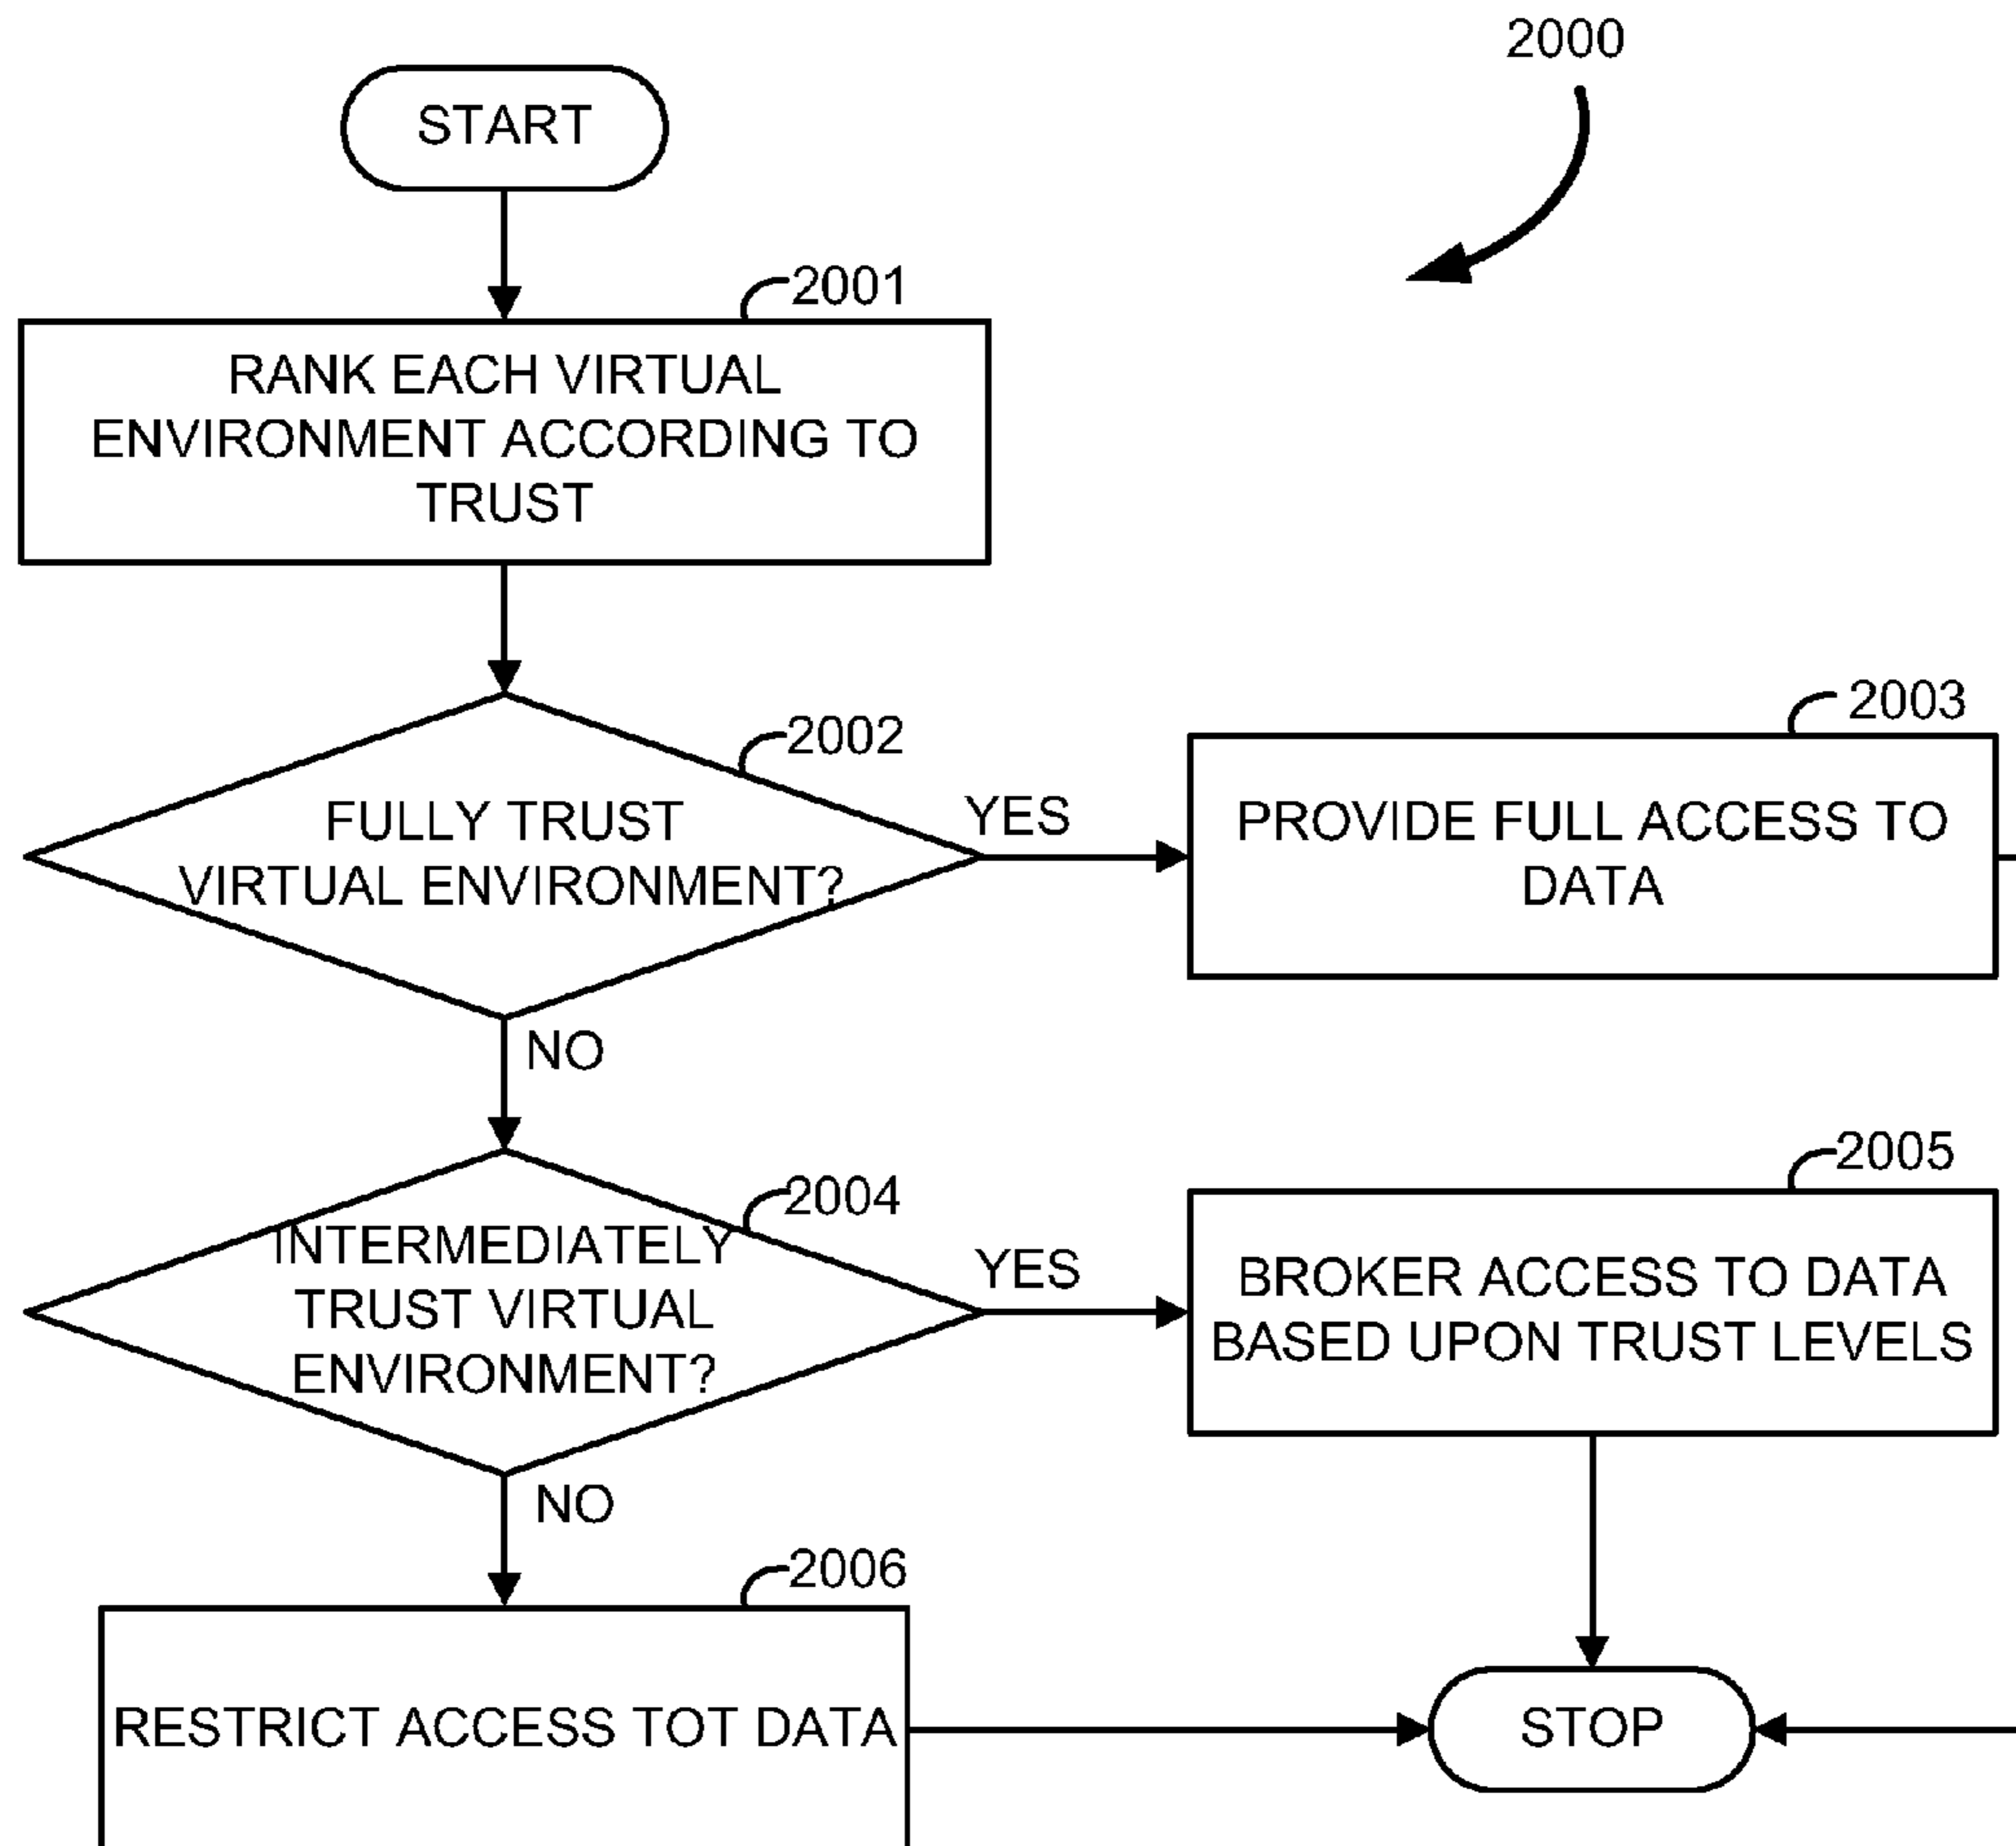 2000
START
2001
RANK EACH VIRTUAL
ENVIRONMENT ACCORDING TO
TRUST
2002
FULLY TRUST
VIRTUAL ENVIRONMENT?
YES
2003
PROVIDE FULL ACCESS TO
DATA
NO
2004
INTERMEDIATELY
TRUST VIRTUAL
ENVIRONMENT?
YES
2005
BROKER ACCESS TO DATA
BASED UPON TRUST LEVELS
NO
2006
RESTRICT ACCESS TOT DATA
STOP